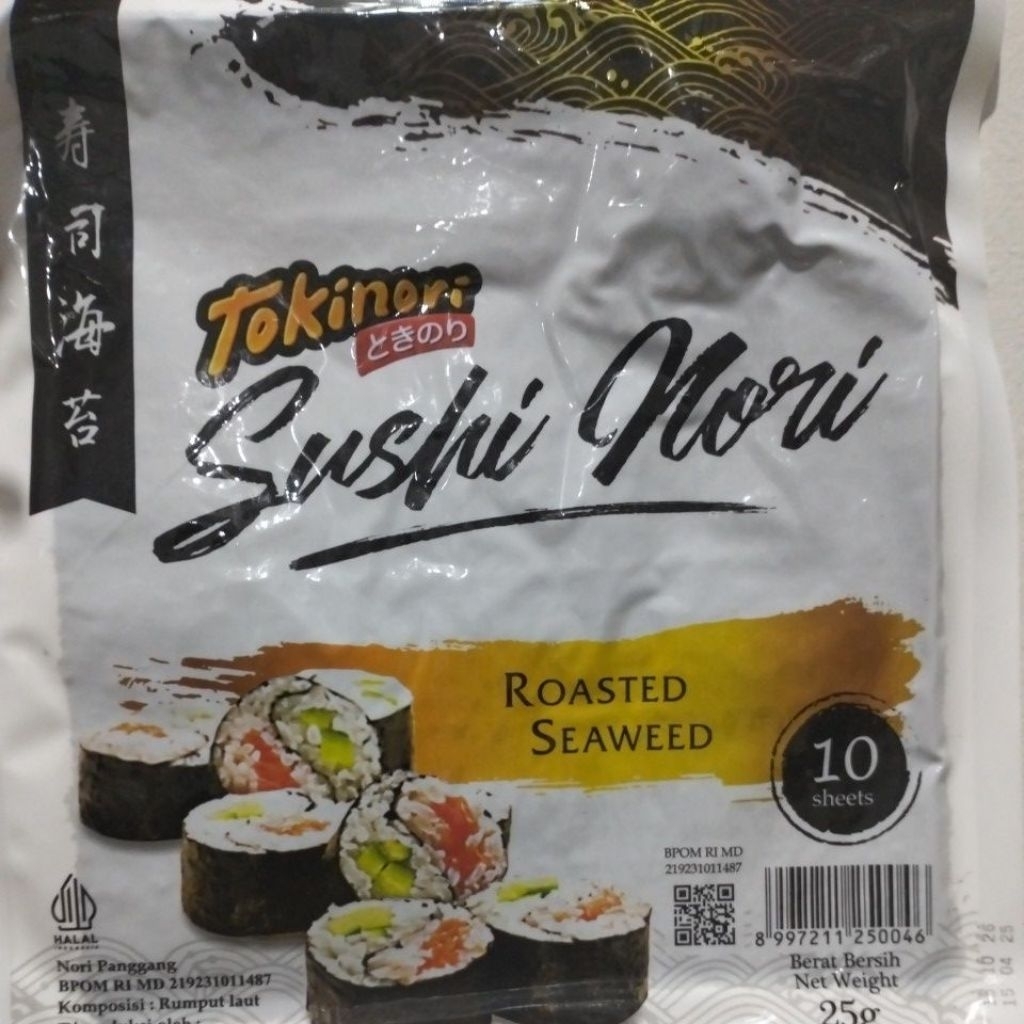 寿司海苔
Tokinori
ときのり
Sushi Nori
ROASTED
SEAWEED
10
sheets
BPOM RI MD
219231011487
8 997211 250046
HALAL
INDONESIA
Nori Panggang
BPOM RI MD 219231011487
Komposisi : Rumput laut
Berat Bersih
Net Weight
25g